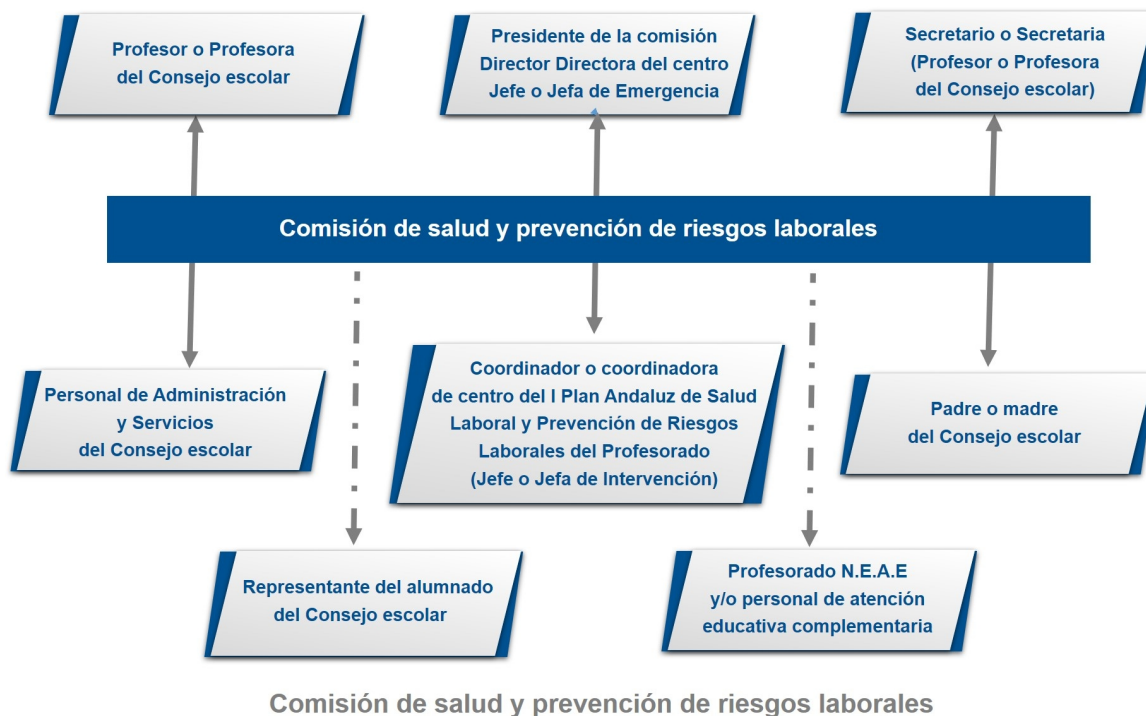 Profesor o Profesora
del Consejo escolar
Presidente de la comisión
Director Directora del centro
Jefe o Jefa de Emergencia
Secretario o Secretaria
(Profesor o Profesora
del Consejo escolar)
Comisión de salud y prevención de riesgos laborales
Personal de Administración
y Servicios
del Consejo escolar
Coordinador o coordinadora
de centro del I Plan Andaluz de Salud
Laboral y Prevención de Riesgos
Laborales del Profesorado
(Jefe o Jefa de Intervención)
Padre o madre
del Consejo escolar
Representante del alumnado
del Consejo escolar
Profesorado N.E.A.E
y/o personal de atención
educativa complementaria
Comisión de salud y prevención de riesgos laborales